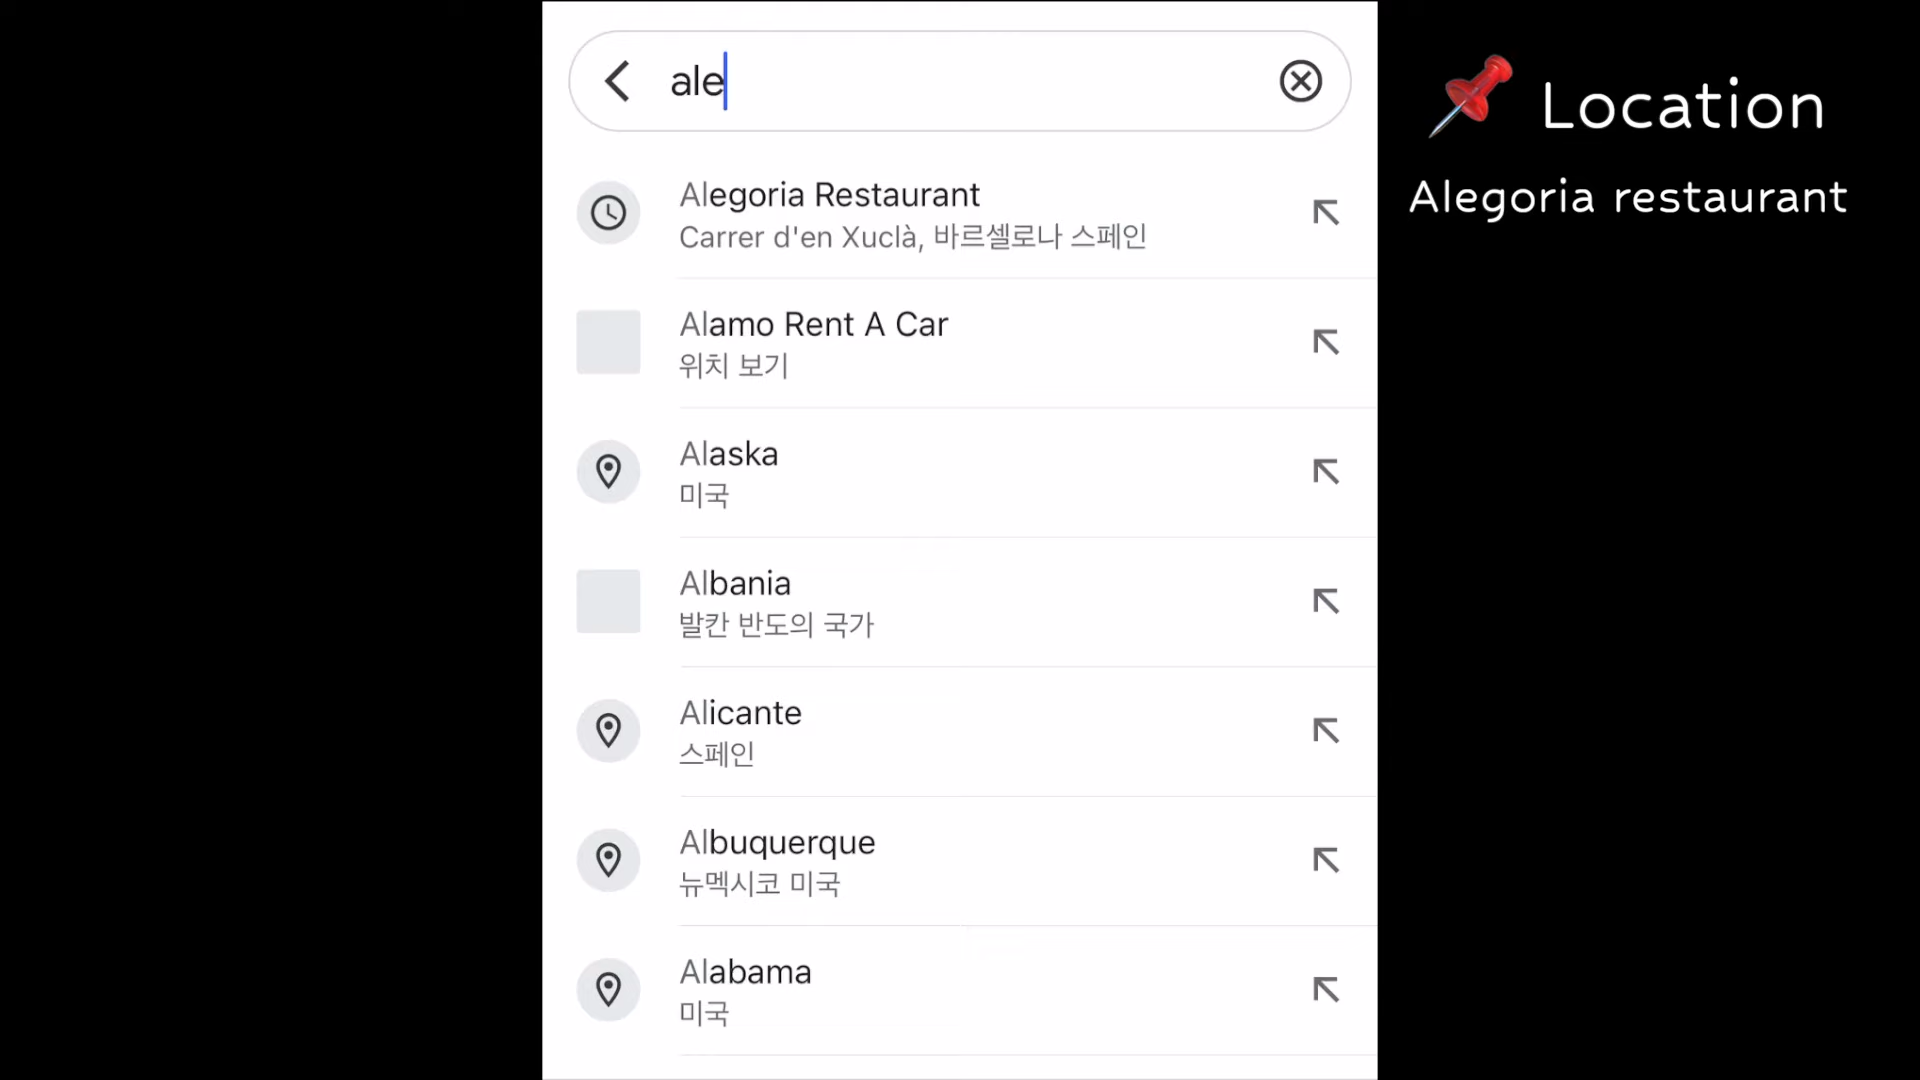 ale
Alegoria Restaurant
Carrer d'en Xuclà, 바르셀로나 스페인
Alamo Rent A Car
위치 보기
Alaska
미국
Albania
발칸 반도의 국가
Alicante
스페인
Albuquerque
뉴멕시코 미국
Alabama
미국
Location
Alegoria restaurant